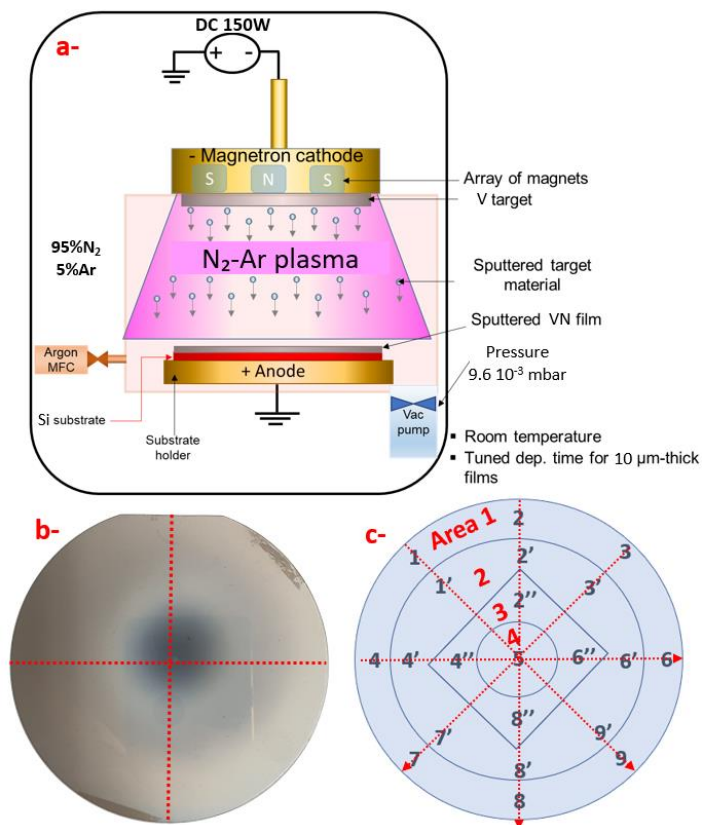 DC 150W
a-
+ -
- Magnetron cathode
S N S
Array of magnets
V target
95%N₂
5%Ar
N₂-Ar plasma
Sputtered target
material
Sputtered VN film
Argon
MFC
+ Anode
Pressure
9.6 10⁻³ mbar
Si substrate
Substrate
holder
Vac
pump
▪ Room temperature
▪ Tuned dep. time for 10 µm-thick
films
b-
c-
Area 1
2
1
3
2'
2
1'
3'
2''
3
4
4
4'
4''
5
6''
6'
6
8''
7'
9'
7
9
8'
8